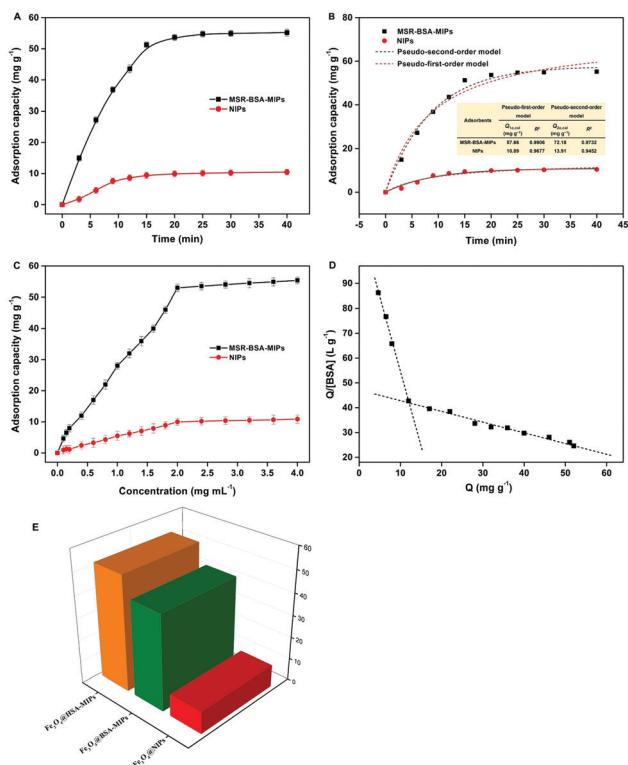 A
Adsorption capacity (mg g⁻¹)
60
50
40
30
20
10
0
MSR-BSA-MIPs
NIPs
0 5 10 15 20 25 30 35 40
Time (min)
B
Adsorption capacity (mg g⁻¹)
80
60
40
20
0
MSR-BSA-MIPs
NIPs
Pseudo-second-order model
Pseudo-first-order model
Adsorbents
Pseudo-first-order model
Pseudo-second-order model
Q1e,cal (mg g⁻¹) R² Q2e,cal (mg g⁻¹) R²
MSR-BSA-MIPs 57.66 0.9906 72.18 0.9732
NIPs 10.89 0.9677 13.91 0.9452
-5 0 5 10 15 20 25 30 35 40 45
Time (min)
C
Adsorption capacity (mg g⁻¹)
60
50
40
30
20
10
0
MSR-BSA-MIPs
NIPs
0.0 0.5 1.0 1.5 2.0 2.5 3.0 3.5 4.0
Concentration (mg mL⁻¹)
D
Q/[BSA] (L g⁻¹)
90
80
70
60
50
40
30
20
0 10 20 30 40 50 60
Q (mg g⁻¹)
E
60
50
40
30
20
10
0
Fe₃O₄@HSA-MIPs
Fe₃O₄@BSA-MIPs
Fe₃O₄@NIPs